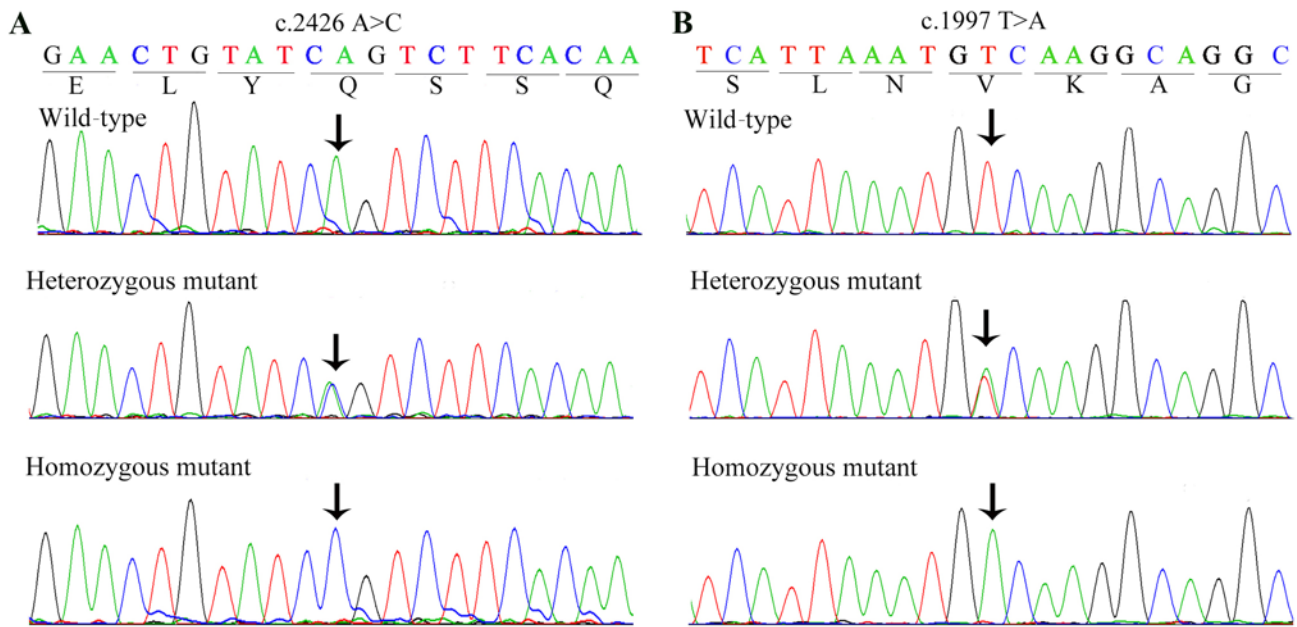 A
c.2426 A>C
G A A C T G T A T C A G T C T T C A C A A
E L Y Q S S Q
Wild-type
Heterozygous mutant
Homozygous mutant
B
c.1997 T>A
T C A T T A A A T G T C A A G G C A G G C
S L N V K A G
Wild-type
Heterozygous mutant
Homozygous mutant